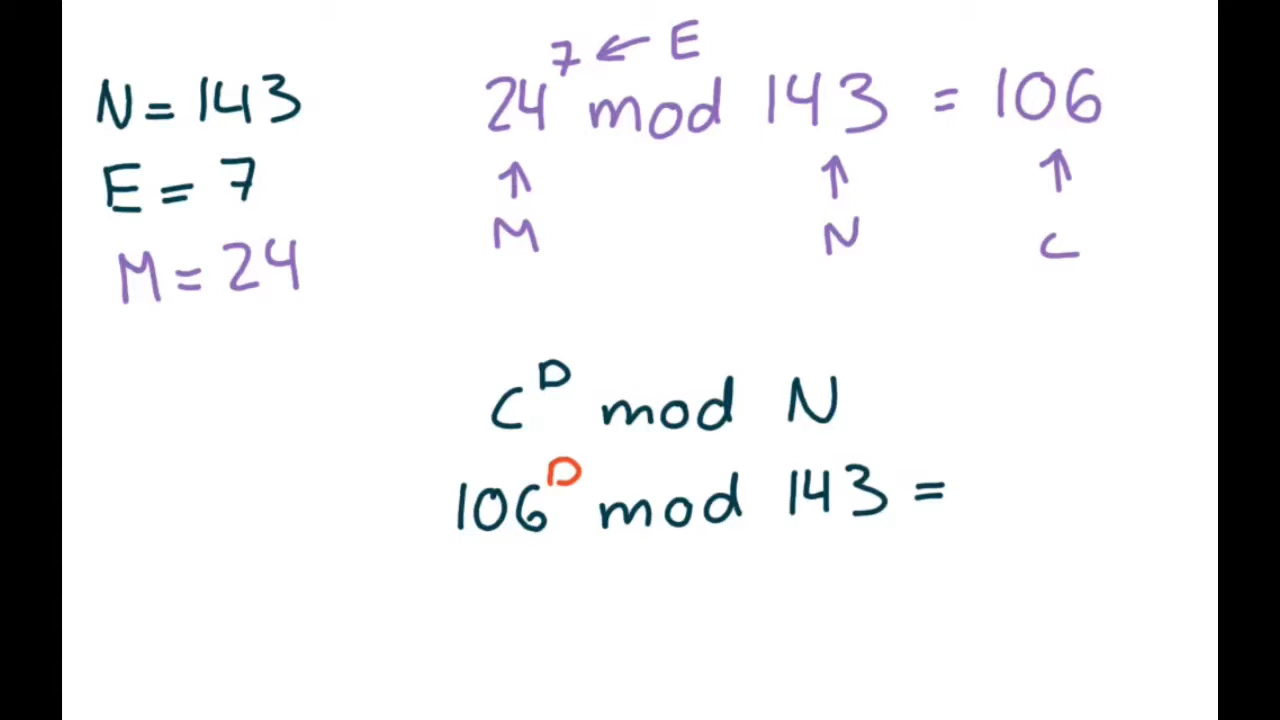 N = 143
E = 7
M = 24
24^7 ← E
mod 143 = 106
↑ ↑ ↑
M N C
C^D mod N
106^D mod 143 =